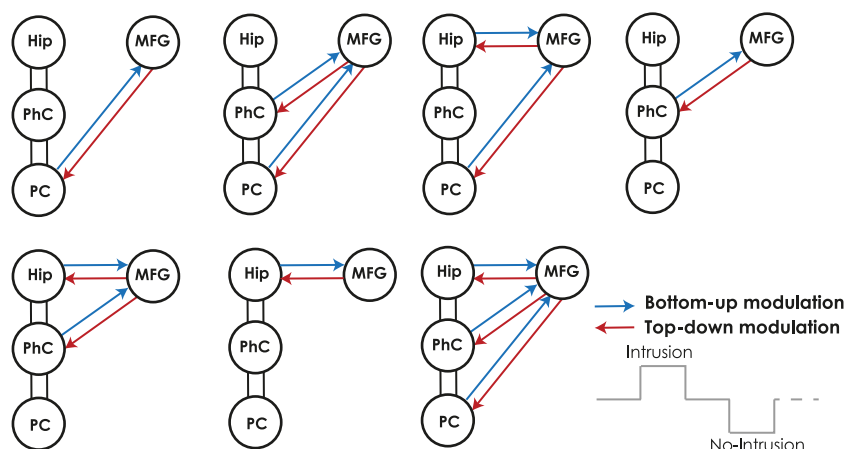 Hip MFG Hip MFG Hip MFG Hip MFG
PhC PhC PhC PhC
PC PC PC PC
Hip MFG Hip MFG Hip MFG
PhC PhC PhC
PC PC PC
Bottom-up modulation
Top-down modulation
Intrusion
No-Intrusion